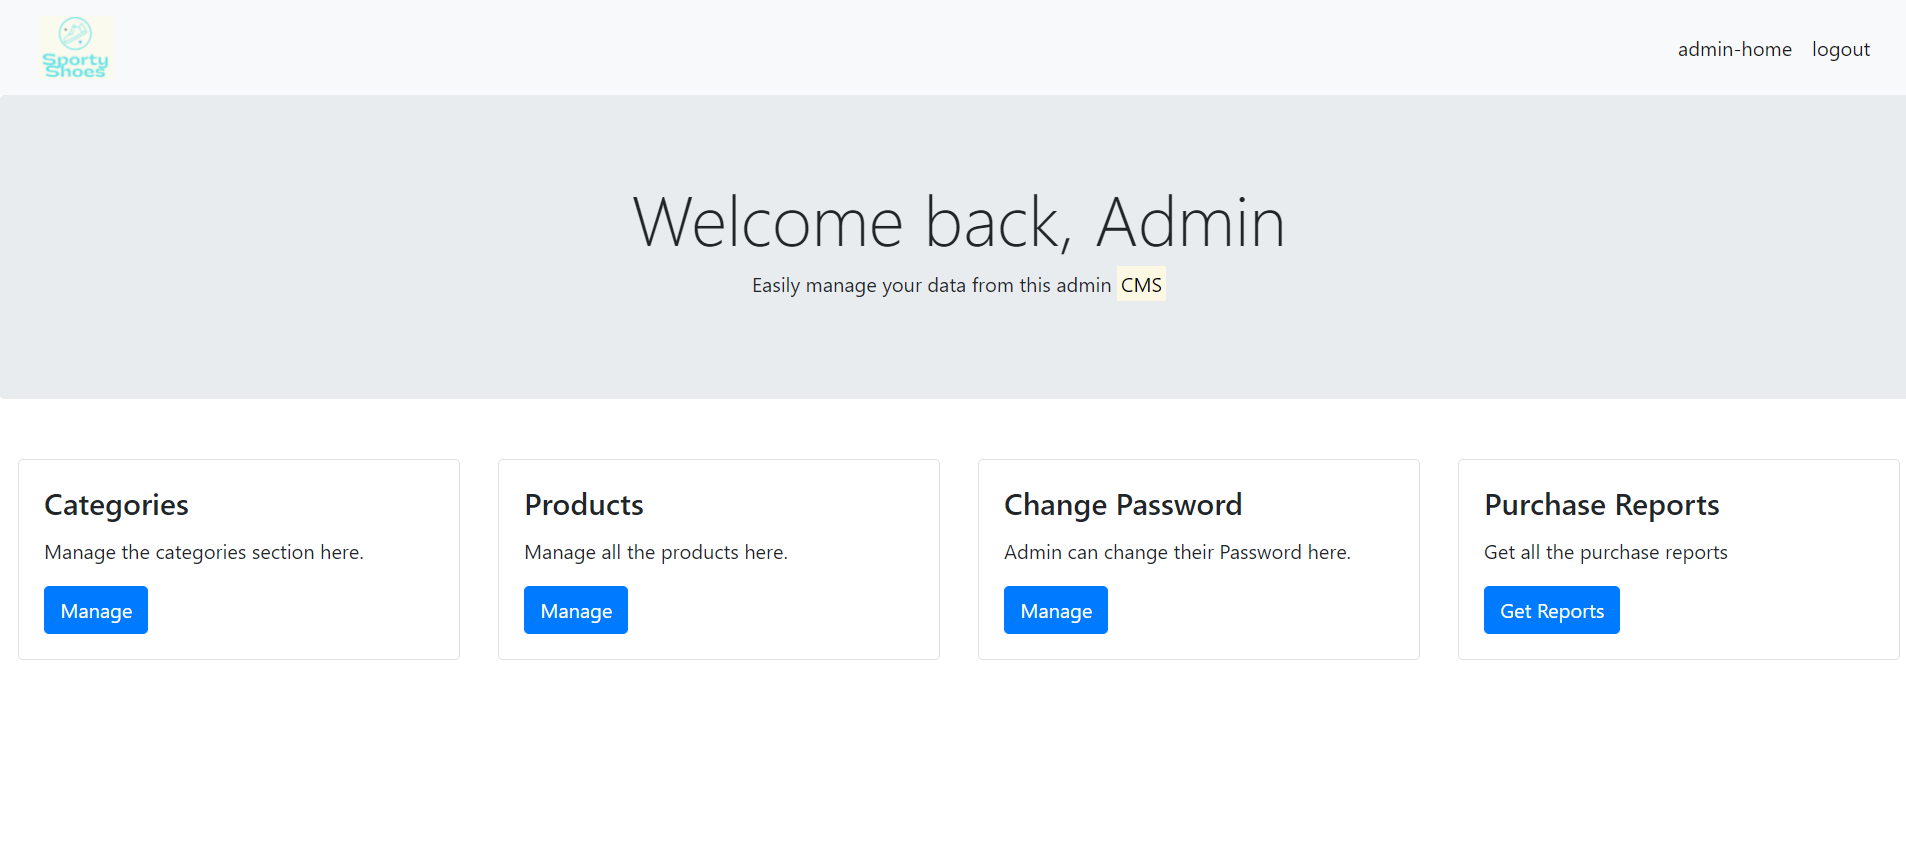 Sporty
Shoes
admin-home logout
Welcome back, Admin
Easily manage your data from this admin CMS
Categories
Manage the categories section here.
Manage
Products
Manage all the products here.
Manage
Change Password
Admin can change their Password here.
Manage
Purchase Reports
Get all the purchase reports
Get Reports